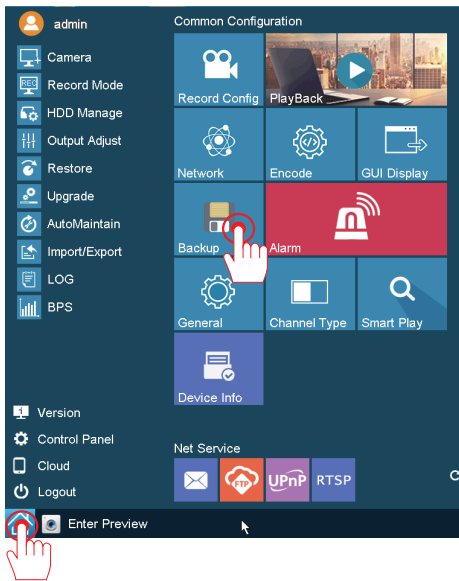 admin
Camera
Record Mode
HDD Manage
Output Adjust
Restore
Upgrade
AutoMaintain
Import/Export
LOG
BPS
Version
Control Panel
Cloud
Logout
Enter Preview
Common Configuration
Record Config
PlayBack
Network
Encode
GUI Display
Backup
Alarm
General
Channel Type
Smart Play
Device Info
Net Service
FTP
UPnP
RTSP
C
REC